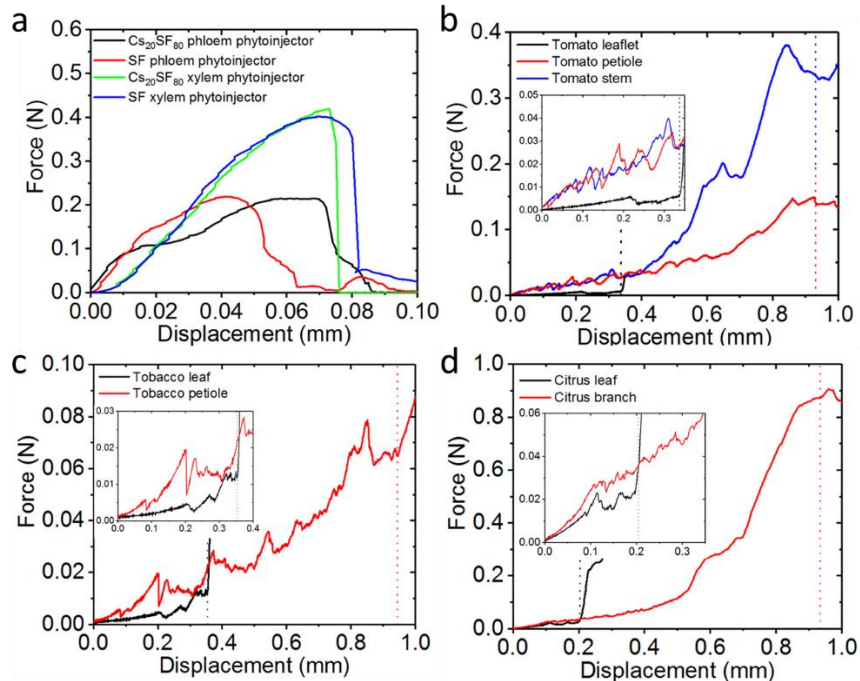 a
0.6
0.5
0.4
0.3
0.2
0.1
0.0
Force (N)
Cs20SF80 phloem phytoinjector
SF phloem phytoinjector
Cs20SF80 xylem phytoinjector
SF xylem phytoinjector
0.00 0.02 0.04 0.06 0.08 0.10
Displacement (mm)
b
0.4
0.3
0.2
0.1
0.0
Force (N)
Tomato leaflet
Tomato petiole
Tomato stem
0.05
0.04
0.03
0.02
0.01
0.00
0.0 0.1 0.2 0.3
0.0 0.2 0.4 0.6 0.8 1.0
Displacement (mm)
c
0.10
0.08
0.06
0.04
0.02
0.00
Force (N)
Tobacco leaf
Tobacco petiole
0.03
0.02
0.01
0.00
0.0 0.1 0.2 0.3 0.4
0.0 0.2 0.4 0.6 0.8 1.0
Displacement (mm)
d
1.0
0.8
0.6
0.4
0.2
0.0
Force (N)
Citrus leaf
Citrus branch
0.06
0.04
0.02
0.00
0.0 0.1 0.2 0.3
0.0 0.2 0.4 0.6 0.8 1.0
Displacement (mm)